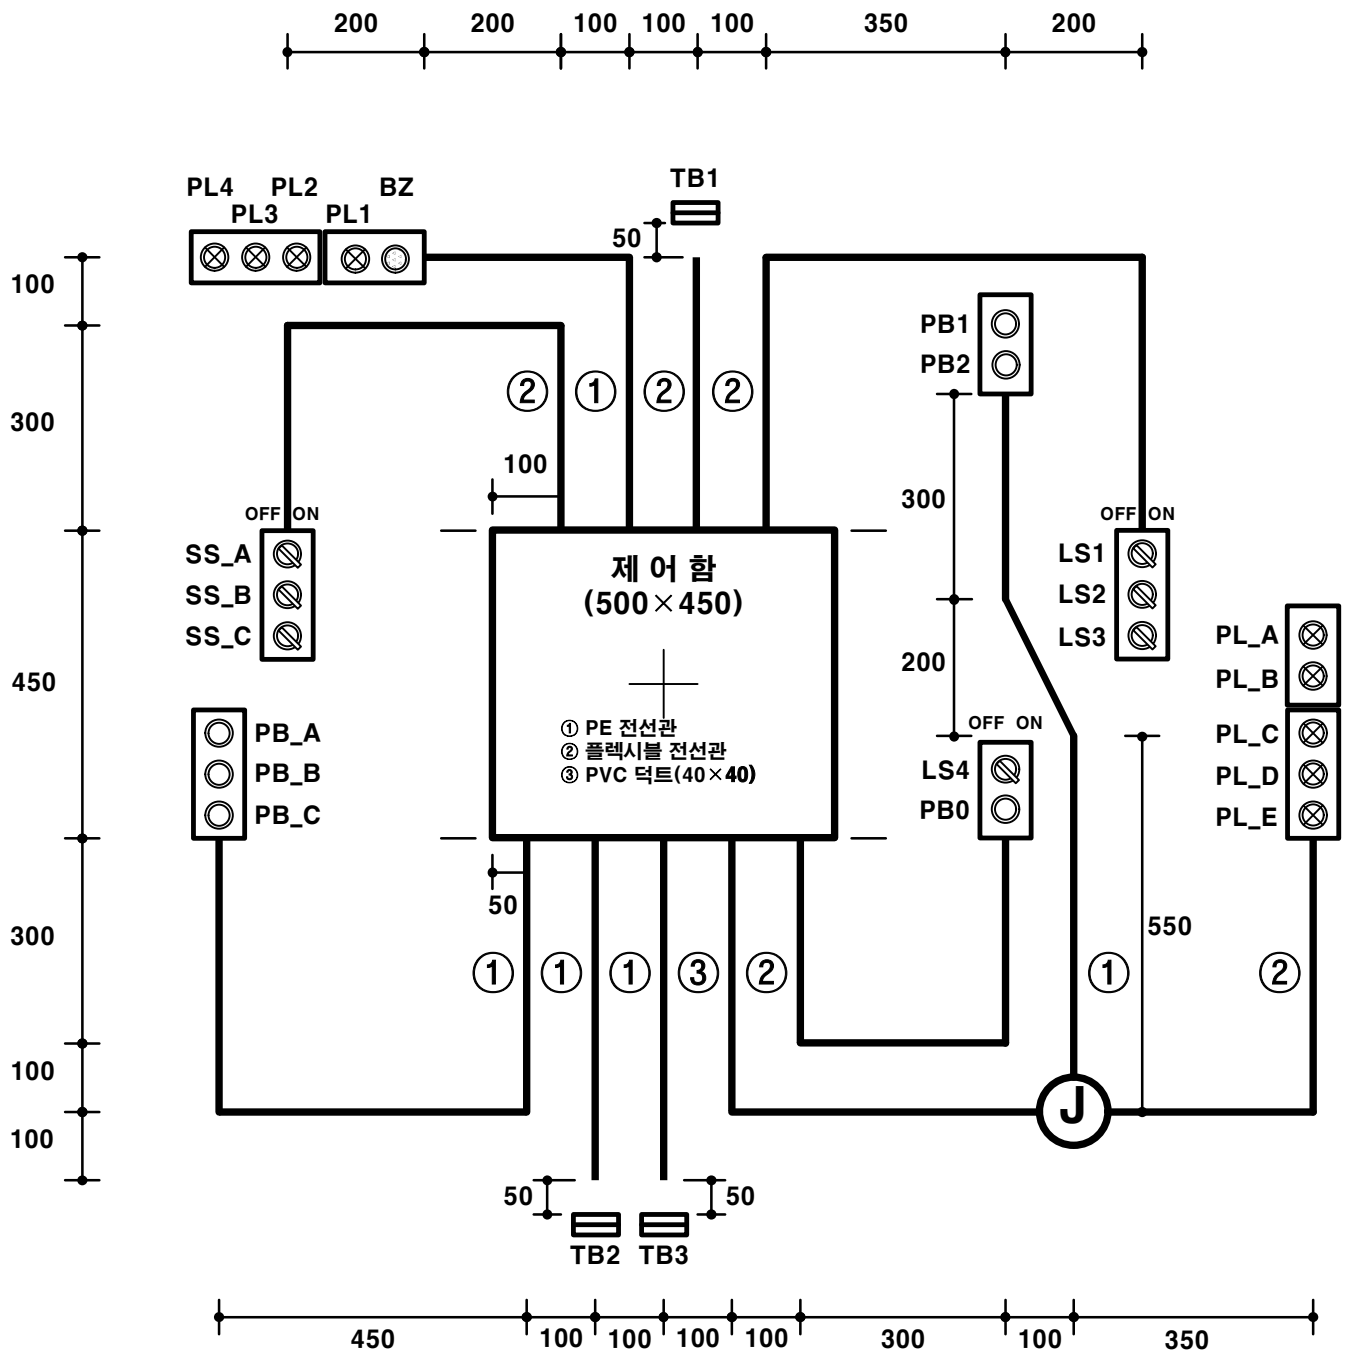 200 200 100 100 100 350 200
PL4 PL2 BZ
PL3 PL1
TB1
50
100
PB1
PB2
300
② ① ② ②
100
300
OFF ON
OFF ON
SS_A
SS_B
SS_C
제 어 함
(500×450)
LS1
LS2
LS3
PL_A
PL_B
200
450
PB_A
PB_B
PB_C
① PE 전선관
② 플렉시블 전선관
③ PVC 덕트(40×40)
OFF ON
LS4
PB0
PL_C
PL_D
PL_E
50
550
300
① ① ① ③ ② ① ②
100
J
100
50 50
TB2 TB3
450 100 100 100 100 300 100 350